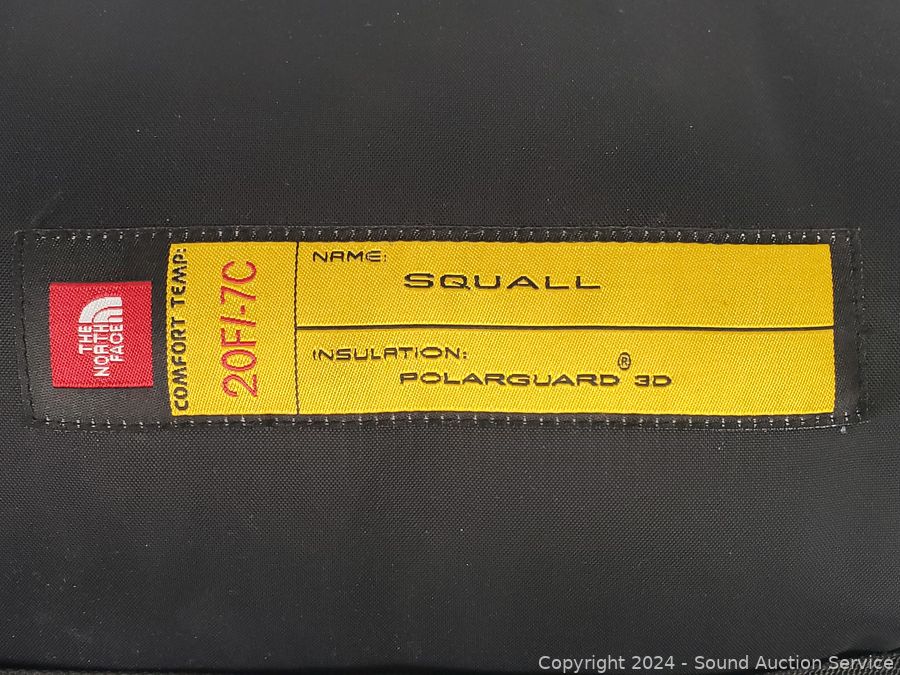 THE
NORTH
FACE
COMFORT TEMP:
20F/-7C
NAME:
SQUALL
INSULATION:
POLARGUARD® 3D
Copyright 2024 - Sound Auction Service